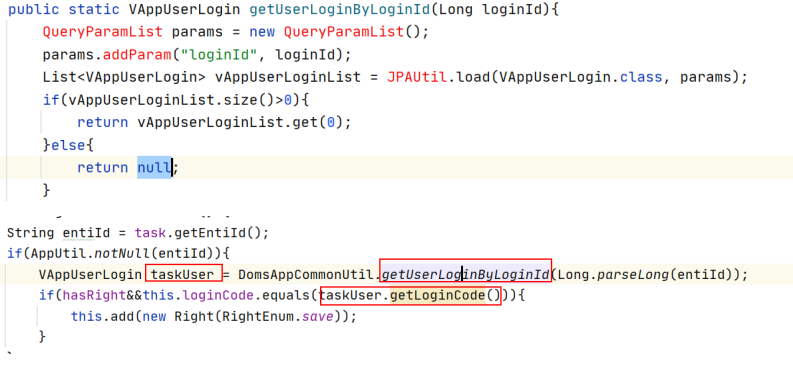 public static VAppUserLogin getUserLoginByLoginId(Long loginId){
QueryParamList params = new QueryParamList();
params.addParam("loginId", loginId);
List<VAppUserLogin> vAppUserLoginList = JPAUtil.load(VAppUserLogin.class, params);
if(vAppUserLoginList.size()>0){
return vAppUserLoginList.get(0);
}else{
return null;
}
String entiId = task.getEntiId();
if(AppUtil.notNull(entiId)){
VAppUserLogin taskUser = DomsAppCommonUtil.getUserLoginByLoginId(Long.parseLong(entiId));
if(hasRight&&this.loginCode.equals(taskUser.getLoginCode())){
this.add(new Right(RightEnum.save));
}